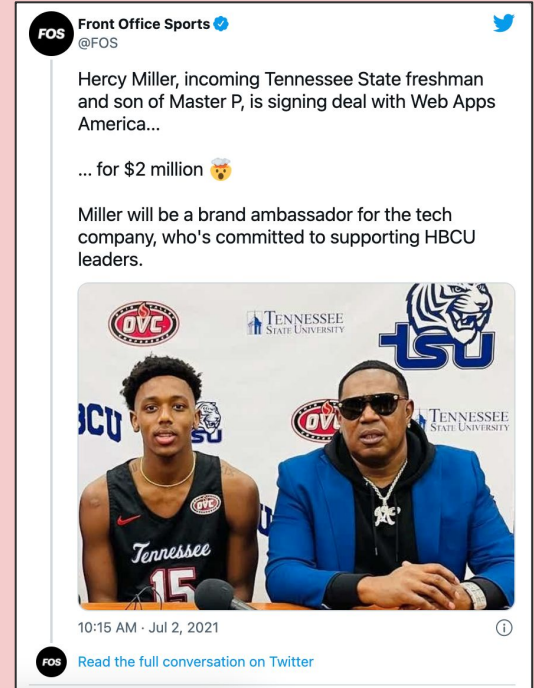 FOS
Front Office Sports
@FOS
Hercy Miller, incoming Tennessee State freshman
and son of Master P, is signing deal with Web Apps
America...
... for $2 million 🤯
Miller will be a brand ambassador for the tech
company, who's committed to supporting HBCU
leaders.
OVC
TENNESSEE
STATE UNIVERSITY
tsu
BCU
SU
OV
TENNESSEE
STATE UNIVERSITY
OVC
Tennessee
15
10:15 AM · Jul 2, 2021
FOS
Read the full conversation on Twitter